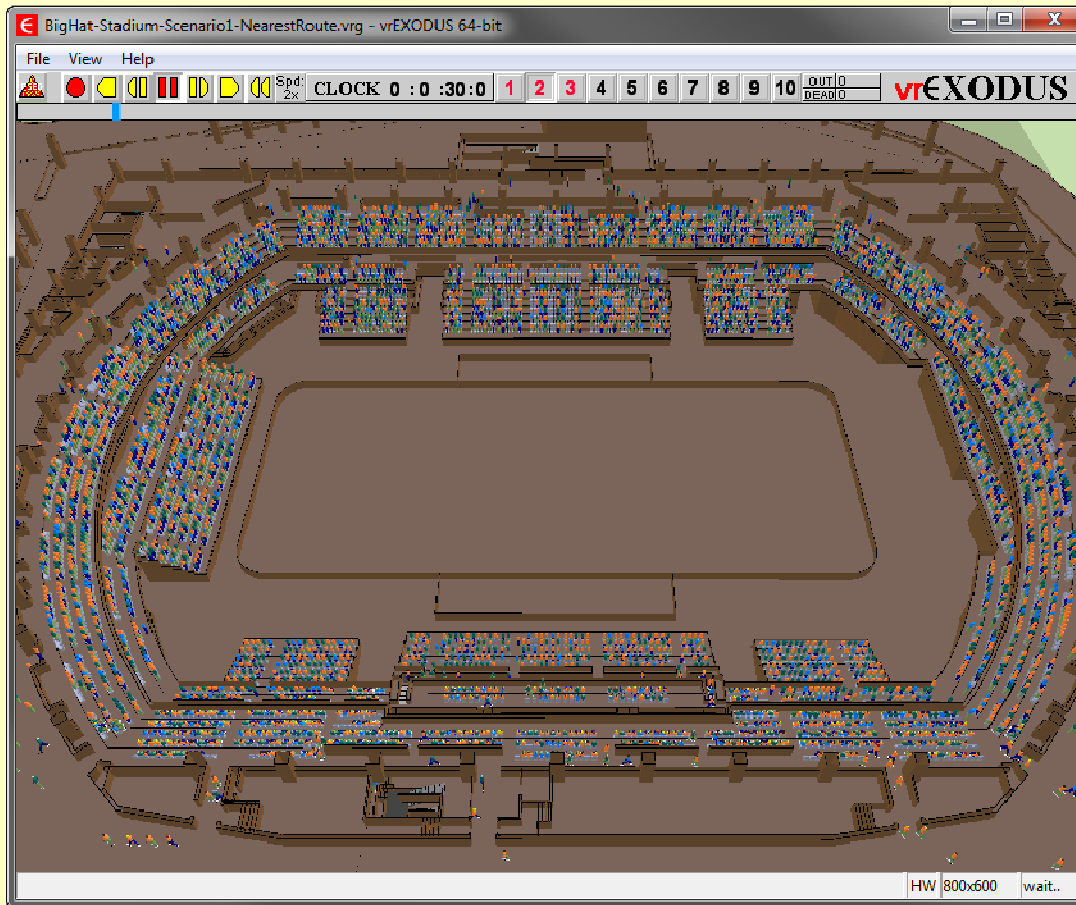 BigHat-Stadium-Scenario1-NearestRoute.vrg - vrEXODUS 64-bit
File View Help
Spd: 2x CLOCK 0 : 0 :30:0 1 2 3 4 5 6 7 8 9 10 OUT 0 DEAD 0 vrEXODUS
HW 800x600 wait..